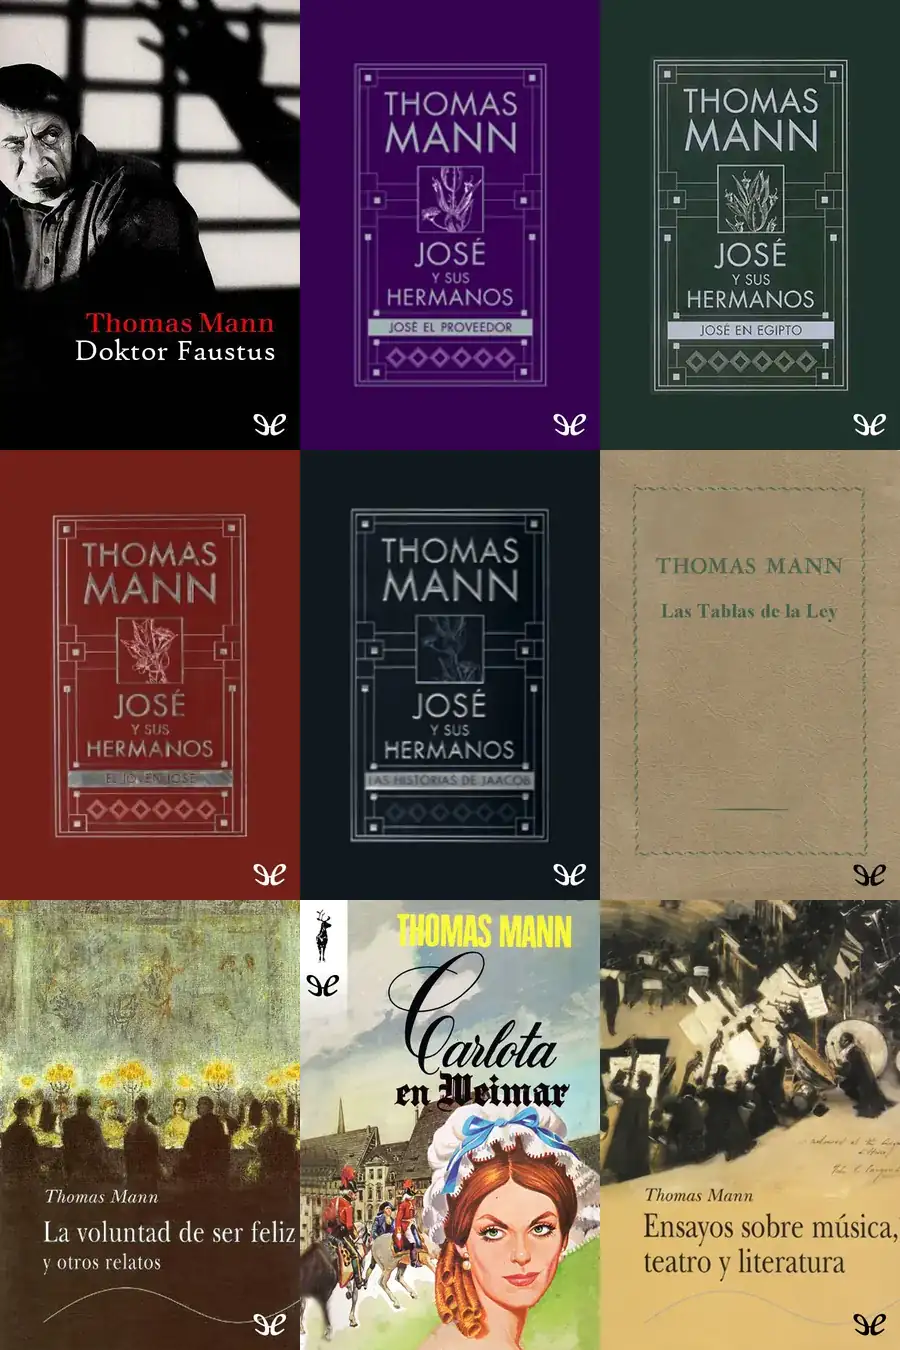 Thomas Mann
Doktor Faustus
THOMAS
MANN
JOSÉ
Y SUS
HERMANOS
JOSÉ EL PROVEEDOR
THOMAS
MANN
JOSÉ
Y SUS
HERMANOS
JOSÉ EN EGIPTO
THOMAS
MANN
JOSÉ
Y SUS
HERMANOS
EL JOVEN JOSÉ
THOMAS
MANN
JOSÉ
Y SUS
HERMANOS
LAS HISTORIAS DE JAACOB
THOMAS MANN
Las Tablas de la Ley
Thomas Mann
La voluntad de ser feliz
y otros relatos
THOMAS MANN
Carlota
en Weimar
Thomas Mann
Ensayos sobre música,
teatro y literatura